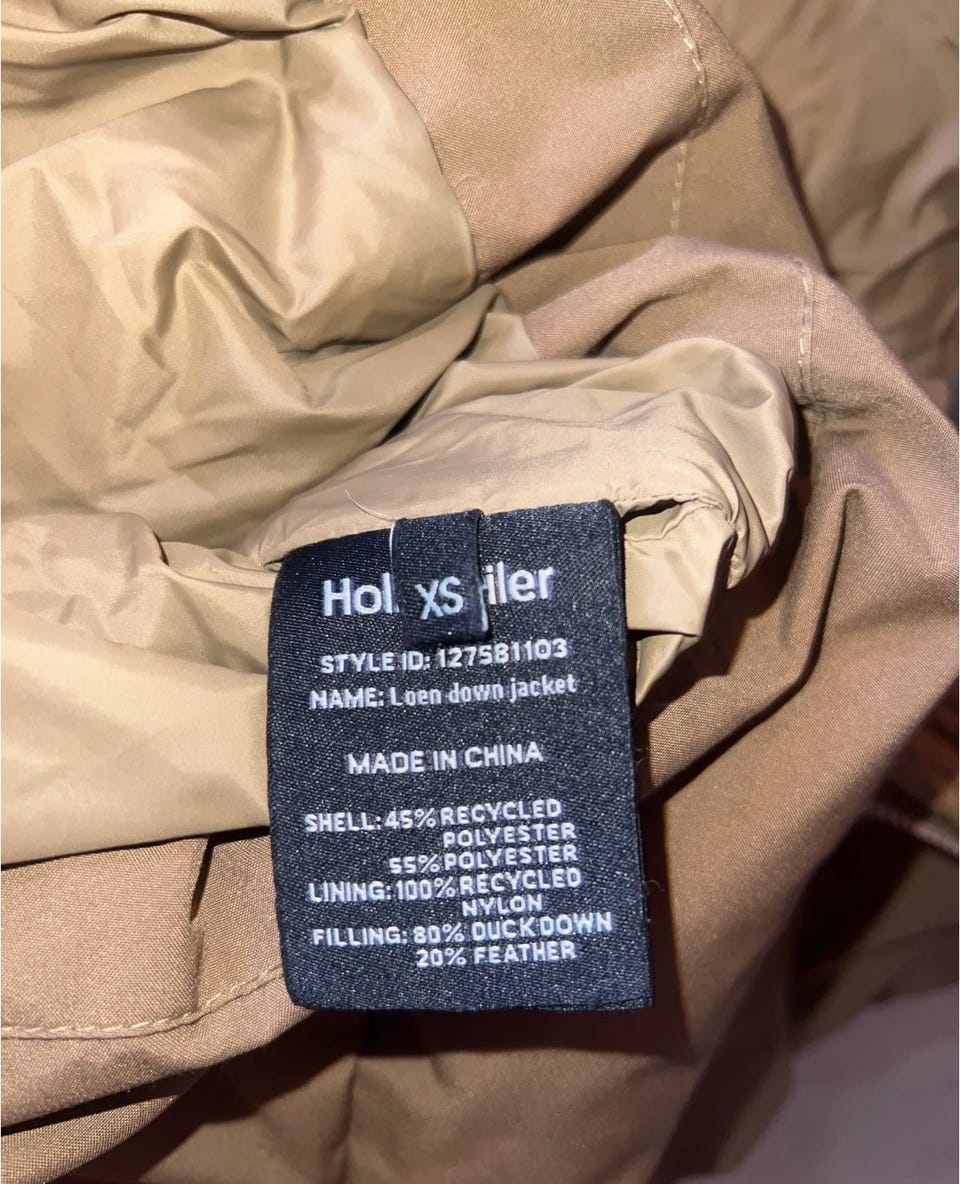 Hol XS iler
STYLE ID: 127581103
NAME: Loen down jacket
MADE IN CHINA
SHELL: 45% RECYCLED
POLYESTER
55% POLYESTER
LINING: 100% RECYCLED
NYLON
FILLING: 80% DUCK DOWN
20% FEATHER